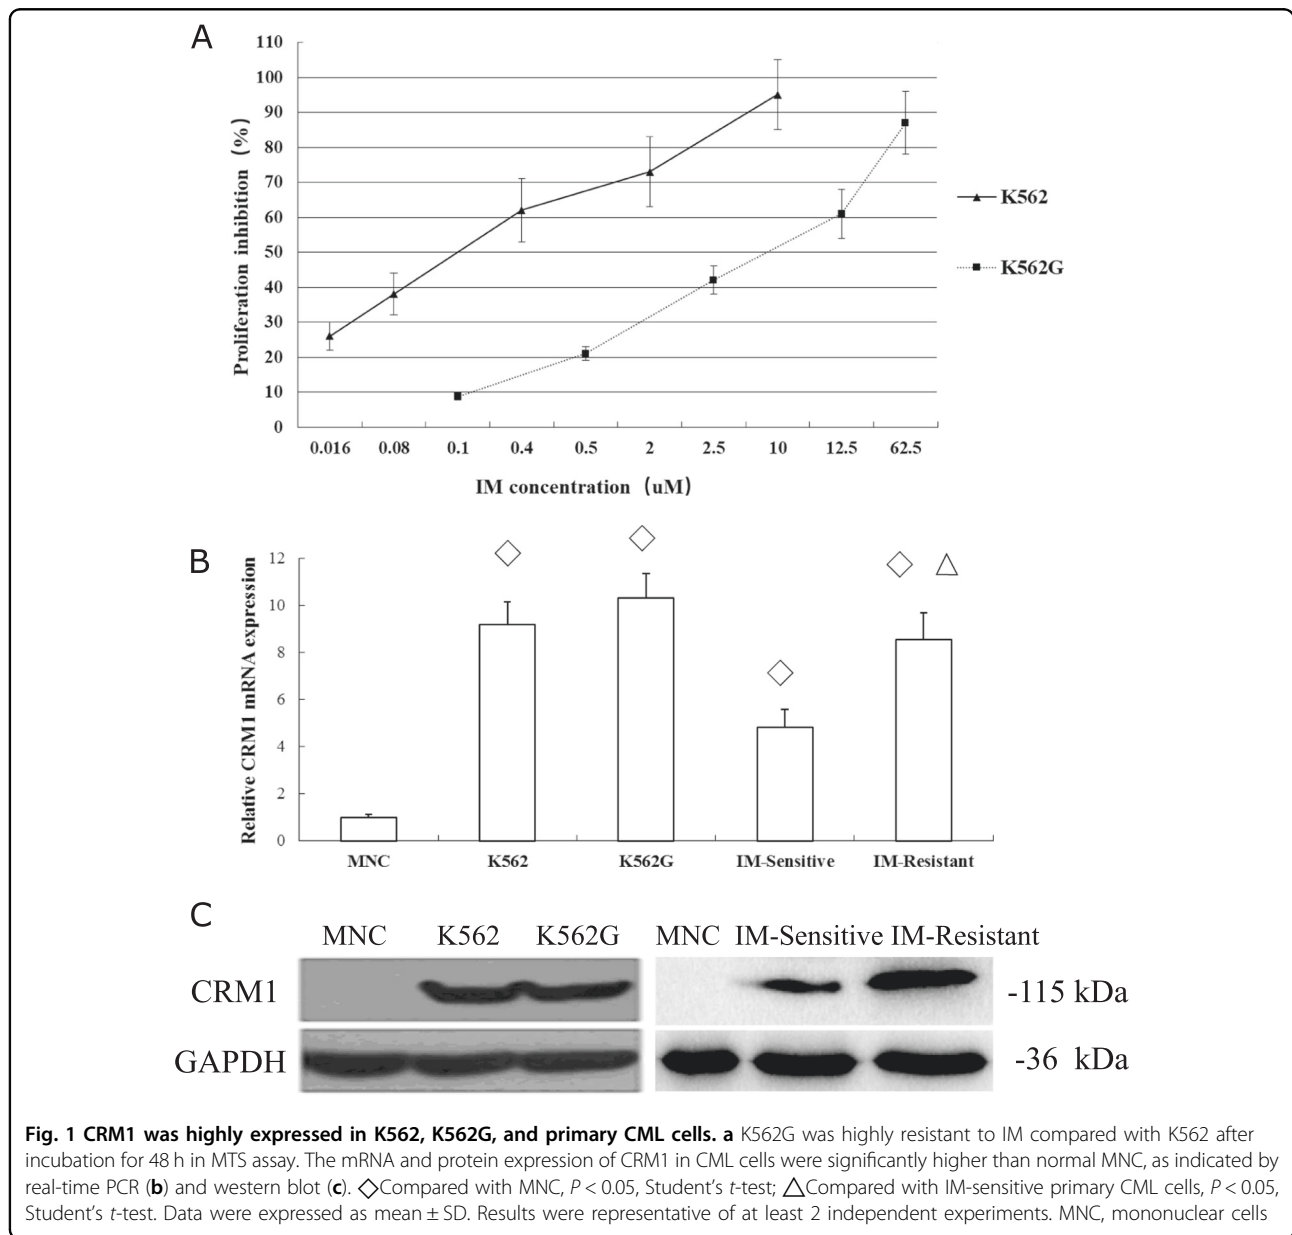 A
110
100
90
80
70
60
50
40
30
20
10
0
Proliferation inhibition (%)
0.016 0.08 0.1 0.4 0.5 2 2.5 10 12.5 62.5
IM concentration (uM)
K562
K562G
B
12
10
8
6
4
2
0
Relative CRM1 mRNA expression
MNC K562 K562G IM-Sensitive IM-Resistant
C
MNC K562 K562G MNC IM-Sensitive IM-Resistant
CRM1 -115 kDa
GAPDH -36 kDa
Fig. 1 CRM1 was highly expressed in K562, K562G, and primary CML cells. a K562G was highly resistant to IM compared with K562 after
incubation for 48 h in MTS assay. The mRNA and protein expression of CRM1 in CML cells were significantly higher than normal MNC, as indicated by
real-time PCR (b) and western blot (c). ◇Compared with MNC, P < 0.05, Student's t-test; △Compared with IM-sensitive primary CML cells, P < 0.05,
Student's t-test. Data were expressed as mean ± SD. Results were representative of at least 2 independent experiments. MNC, mononuclear cells